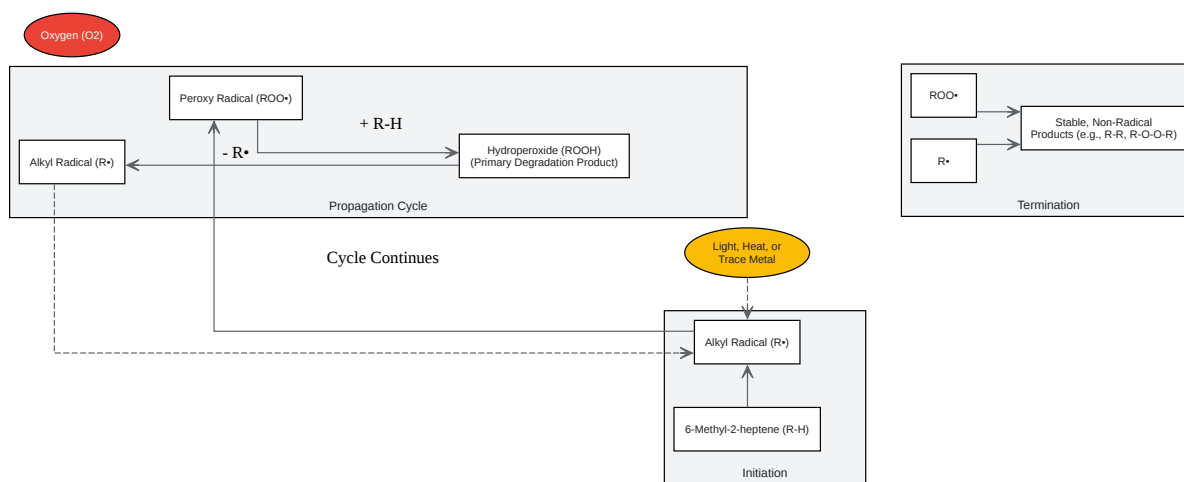 Oxygen (O2)
Peroxy Radical (ROO•)
+ R-H
- R•
Alkyl Radical (R•)
Hydroperoxide (ROOH)
(Primary Degradation Product)
Propagation Cycle
ROO•
R•
Stable, Non-Radical
Products (e.g., R-R, R-O-O-R)
Termination
Cycle Continues
Light, Heat, or
Trace Metal
Alkyl Radical (R•)
6-Methyl-2-heptene (R-H)
Initiation